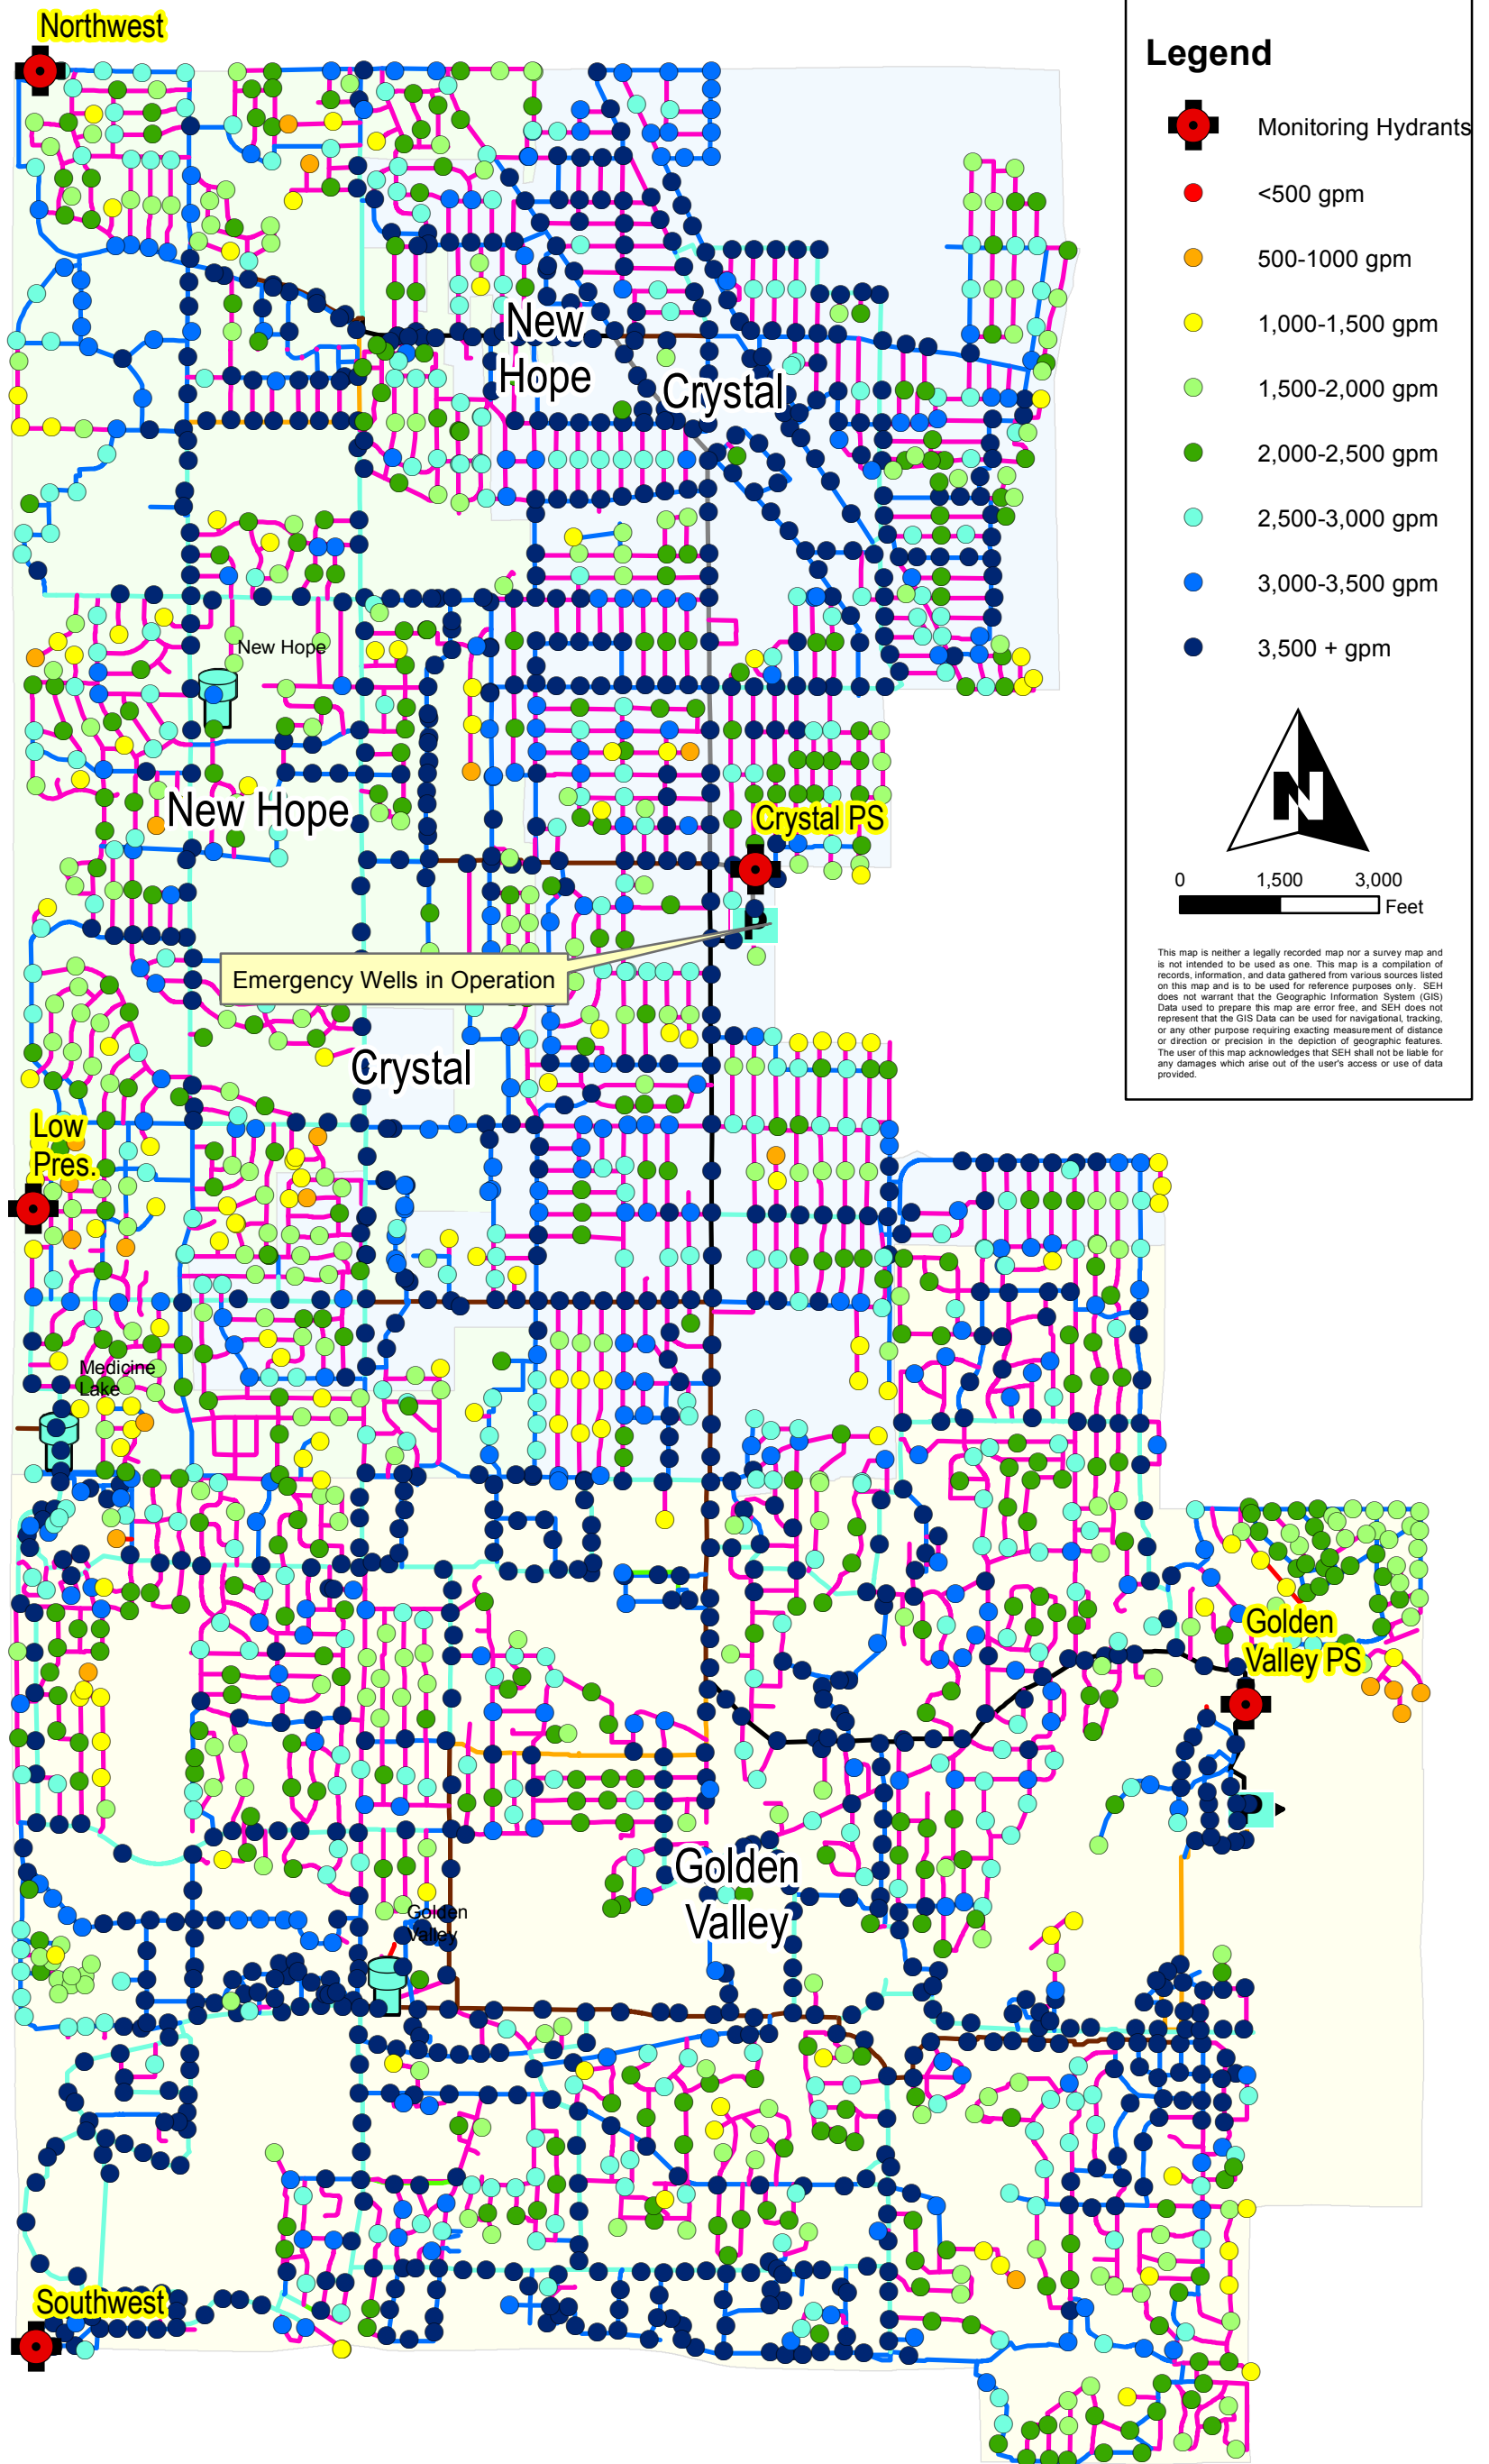 Northwest
Legend
Monitoring Hydrants
<500 gpm
500-1000 gpm
1,000-1,500 gpm
1,500-2,000 gpm
2,000-2,500 gpm
2,500-3,000 gpm
3,000-3,500 gpm
3,500 + gpm
N
0 1,500 3,000
Feet
This map is neither a legally recorded map nor a survey map and
is not intended to be used as one. This map is a compilation of
records, information, and data gathered from various sources listed
on this map and is to be used for reference purposes only. SEH
does not warrant that the Geographic Information System (GIS)
Data used to prepare this map are error free, and SEH does not
represent that the GIS Data can be used for navigational, tracking,
or any other purpose requiring exacting measurement of distance
or direction or precision in the depiction of geographic features.
The user of this map acknowledges that SEH shall not be liable for
any damages which arise out of the user's access or use of data
provided.
New
Hope
Crystal
New Hope
New Hope
Crystal PS
Emergency Wells in Operation
Crystal
Low
Pres.
Medicine
Lake
Golden
Valley PS
Golden
Valley
Golden
Valley
Southwest